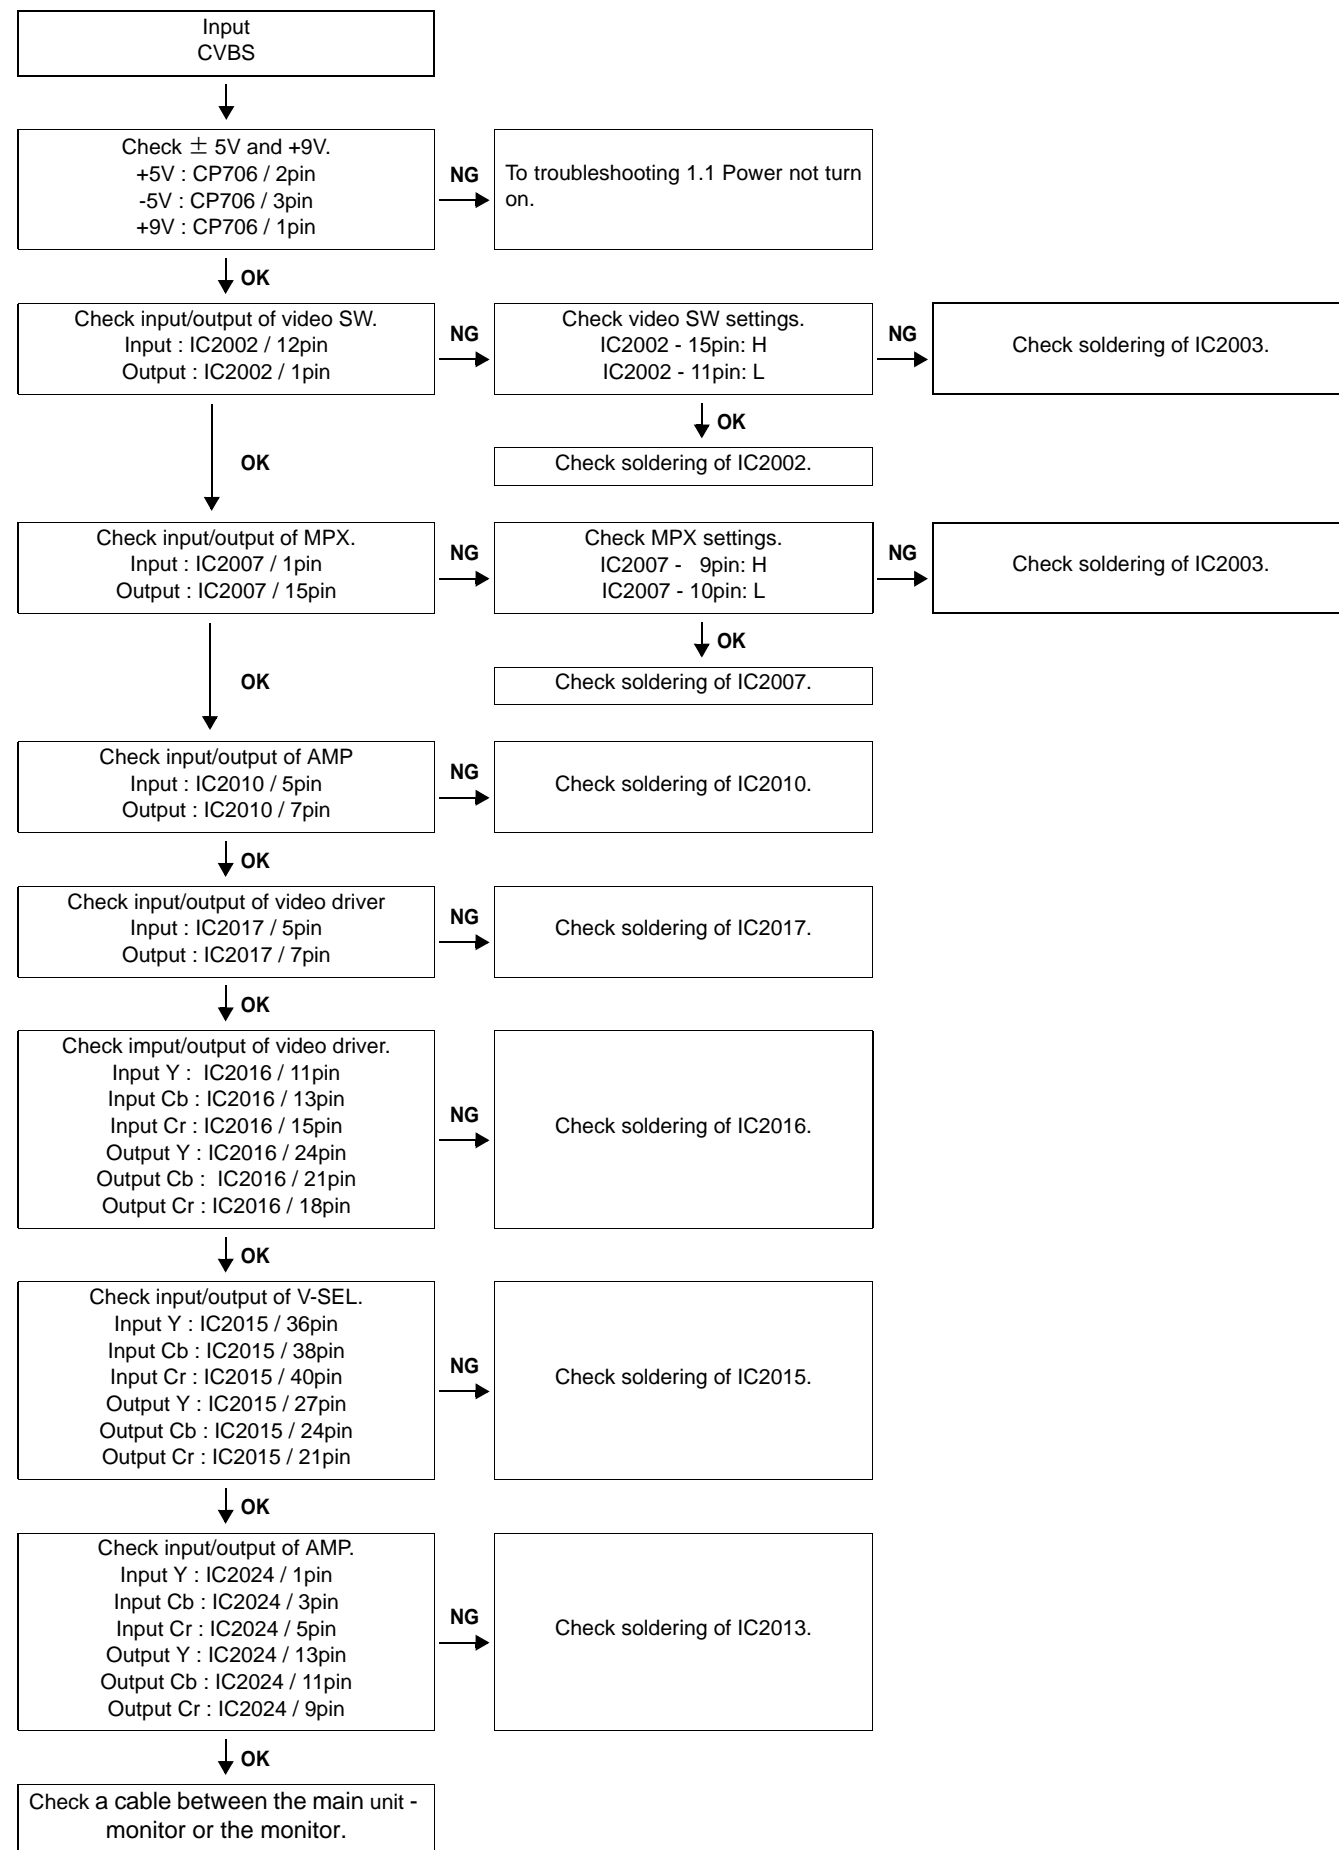 Input
CVBS
Check ± 5V and +9V.
+5V : CP706 / 2pin
-5V : CP706 / 3pin
+9V : CP706 / 1pin
NG
To troubleshooting 1.1 Power not turn
on.
OK
Check input/output of video SW.
Input : IC2002 / 12pin
Output : IC2002 / 1pin
NG
Check video SW settings.
IC2002 - 15pin: H
IC2002 - 11pin: L
NG
Check soldering of IC2003.
OK
Check soldering of IC2002.
OK
Check input/output of MPX.
Input : IC2007 / 1pin
Output : IC2007 / 15pin
NG
Check MPX settings.
IC2007 -   9pin: H
IC2007 - 10pin: L
NG
Check soldering of IC2003.
OK
Check soldering of IC2007.
OK
Check input/output of AMP
Input : IC2010 / 5pin
Output : IC2010 / 7pin
NG
Check soldering of IC2010.
OK
Check input/output of video driver
Input : IC2017 / 5pin
Output : IC2017 / 7pin
NG
Check soldering of IC2017.
OK
Check imput/output of video driver.
Input Y :  IC2016 / 11pin
Input Cb : IC2016 / 13pin
Input Cr : IC2016 / 15pin
Output Y : IC2016 / 24pin
Output Cb :  IC2016 / 21pin
Output Cr : IC2016 / 18pin
NG
Check soldering of IC2016.
OK
Check input/output of V-SEL.
Input Y : IC2015 / 36pin
Input Cb : IC2015 / 38pin
Input Cr : IC2015 / 40pin
Output Y : IC2015 / 27pin
Output Cb : IC2015 / 24pin
Output Cr : IC2015 / 21pin
NG
Check soldering of IC2015.
OK
Check input/output of AMP.
Input Y : IC2024 / 1pin
Input Cb : IC2024 / 3pin
Input Cr : IC2024 / 5pin
Output Y : IC2024 / 13pin
Output Cb : IC2024 / 11pin
Output Cr : IC2024 / 9pin
NG
Check soldering of IC2013.
OK
Check a cable between the main unit -
monitor or the monitor.